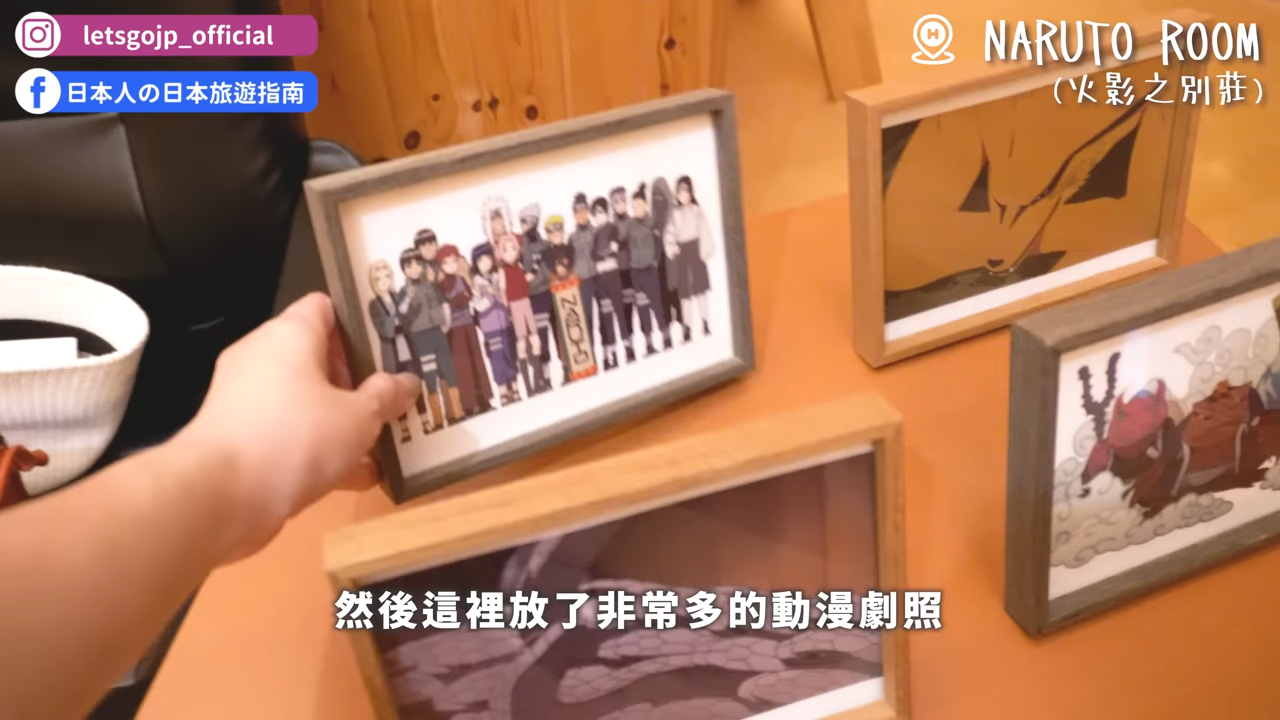 letsgojp_official
日本人の日本旅遊指南
NARUTO ROOM
(火影之別莊)
然後這裡放了非常多的動漫劇照